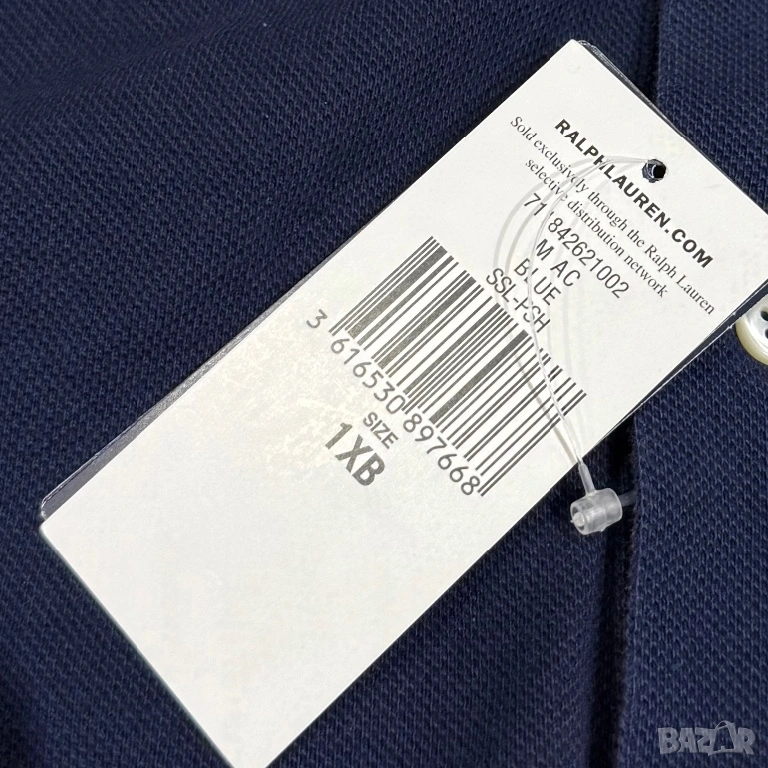 RALPHLAUREN.COM
Sold exclusively through the Ralph Lauren
selective distribution network
711842621002
M AC
BLUE
SSL-PSH
3 616530 897668
SIZE
1XB
BAZAR